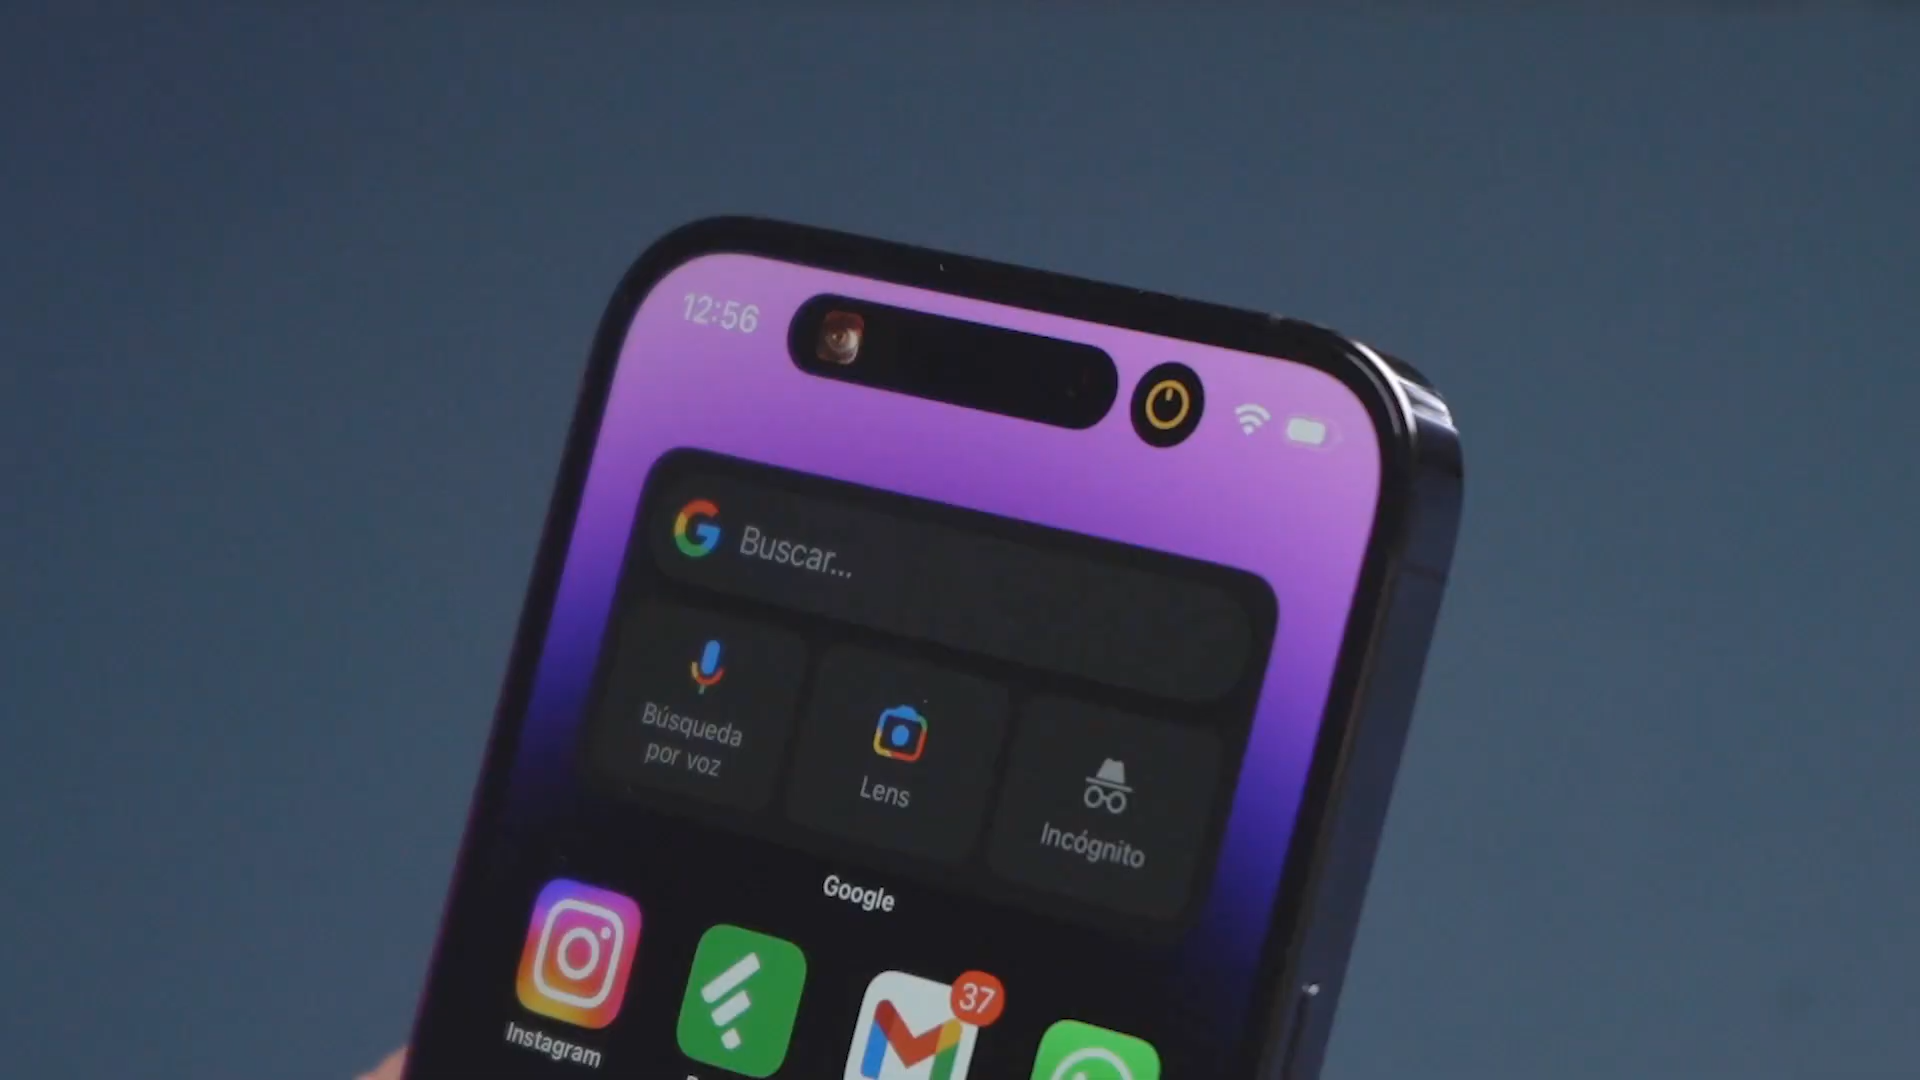 12:56
Buscar...
Búsqueda
por voz
Lens
Incógnito
Google
37
Instagram